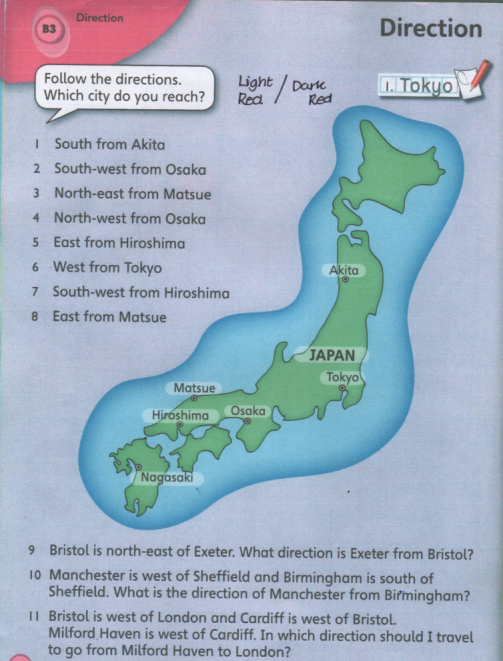 B3
Direction
Direction
Follow the directions.
Which city do you reach?
Light / Dark
Red Red
1. Tokyo
1 South from Akita
2 South-west from Osaka
3 North-east from Matsue
4 North-west from Osaka
5 East from Hiroshima
6 West from Tokyo
7 South-west from Hiroshima
8 East from Matsue
Akita
JAPAN
Tokyo
Matsue
Hiroshima
Osaka
Nagasaki
9 Bristol is north-east of Exeter. What direction is Exeter from Bristol?
10 Manchester is west of Sheffield and Birmingham is south of
Sheffield. What is the direction of Manchester from Birmingham?
11 Bristol is west of London and Cardiff is west of Bristol.
Milford Haven is west of Cardiff. In which direction should I travel
to go from Milford Haven to London?